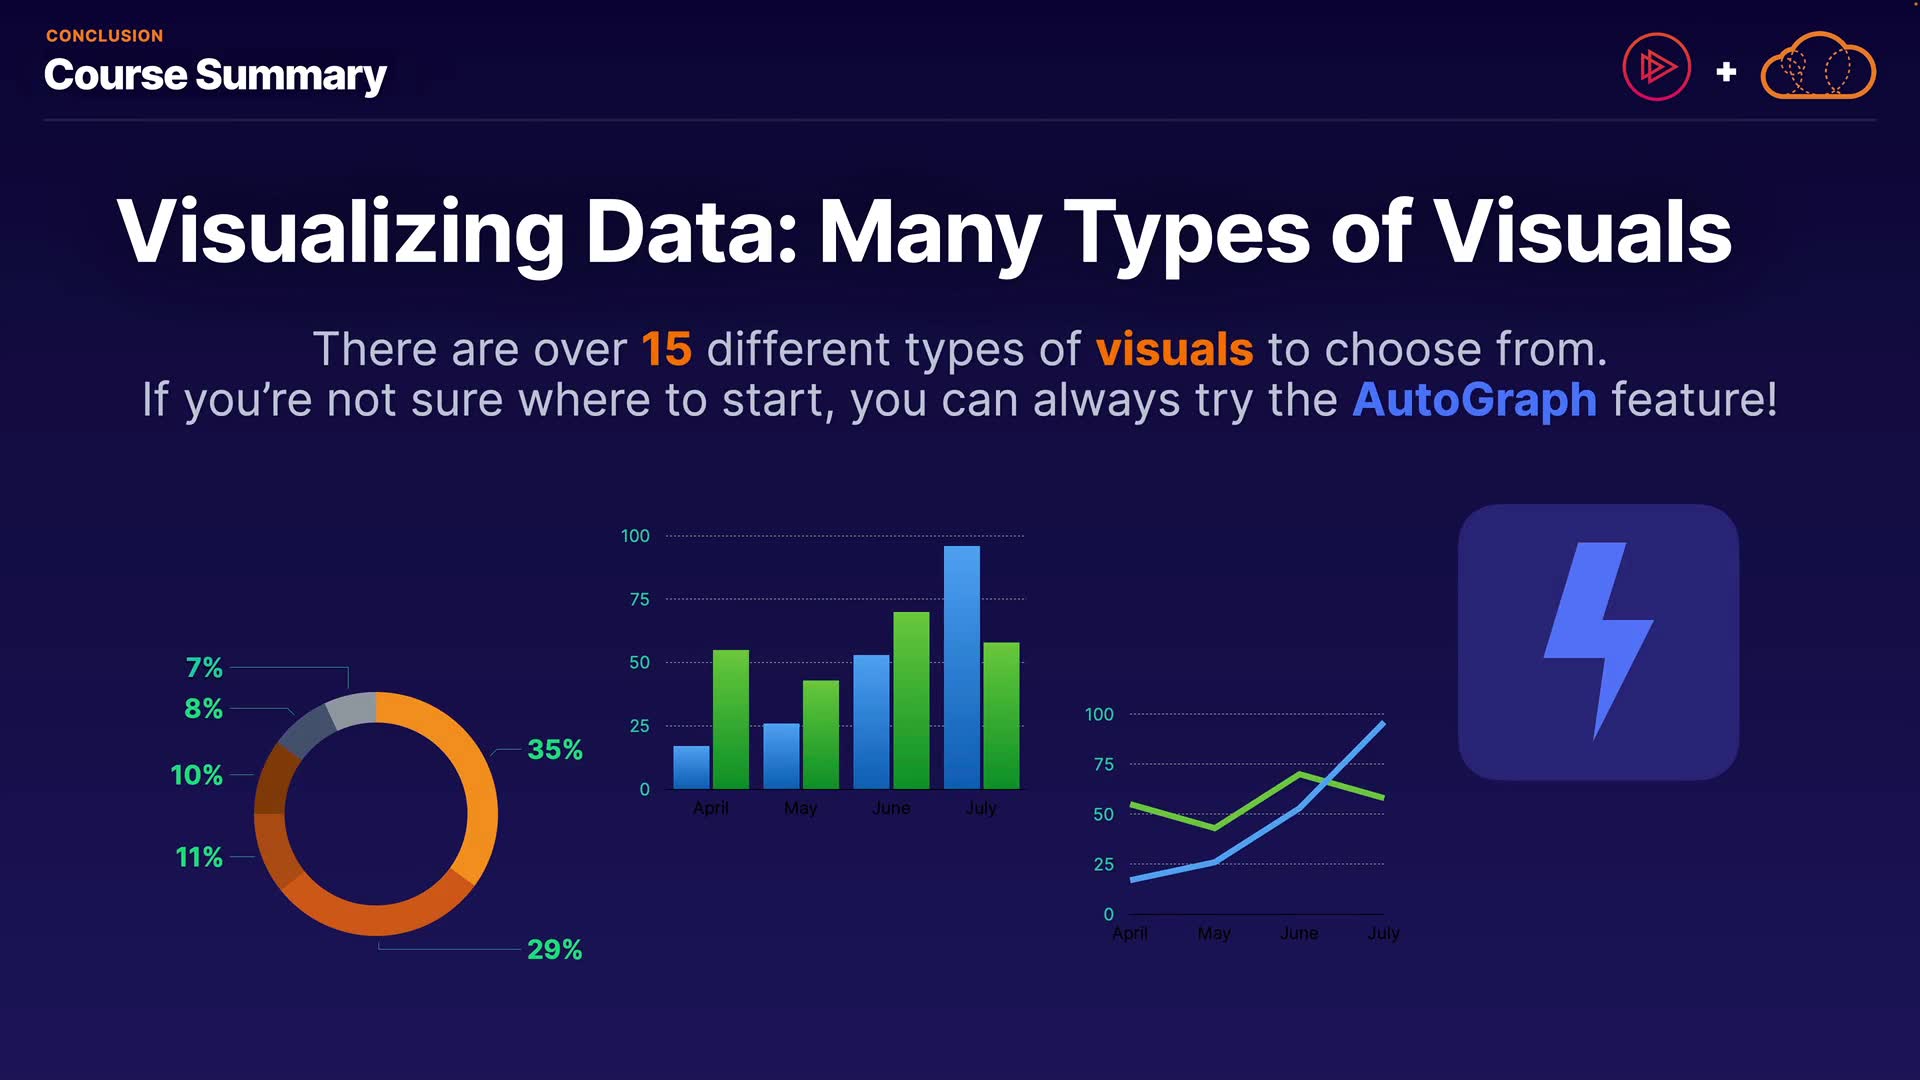 CONCLUSION
Course Summary
+
Visualizing Data: Many Types of Visuals
There are over 15 different types of visuals to choose from.
If you’re not sure where to start, you can always try the AutoGraph feature!
7%
8%
10%
11%
35%
29%
100
75
50
25
0
April May June July
100
75
50
25
0
April May June July